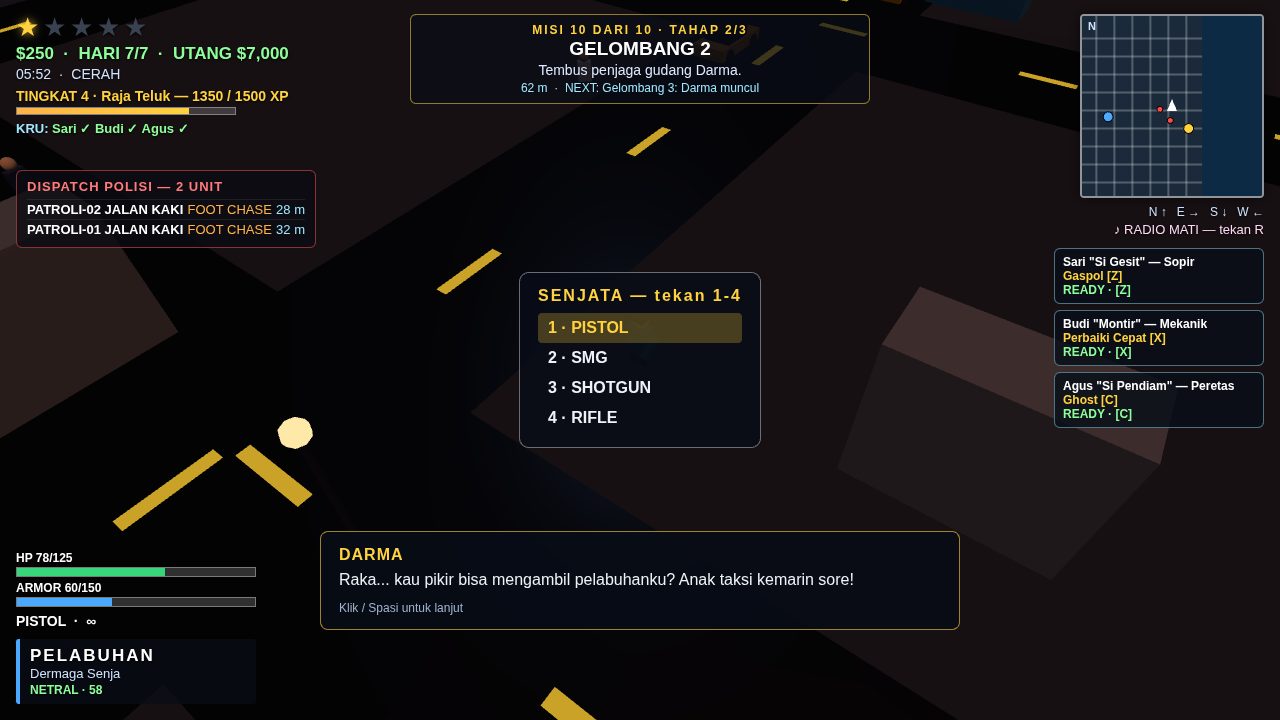 $250 · HARI 7/7 · UTANG $7,000
05:52 · CERAH
TINGKAT 4 · Raja Teluk — 1350 / 1500 XP
KRU: Sari ✓ Budi ✓ Agus ✓
DISPATCH POLISI — 2 UNIT
PATROLI-02 JALAN KAKI FOOT CHASE 28 m
PATROLI-01 JALAN KAKI FOOT CHASE 32 m
MISI 10 DARI 10 · TAHAP 2/3
GELOMBANG 2
Tembus penjaga gudang Darma.
62 m · NEXT: Gelombang 3: Darma muncul
N
N ↑ E → S ↓ W ←
♪ RADIO MATI — tekan R
Sari "Si Gesit" — Sopir
Gaspol [Z]
READY · [Z]
Budi "Montir" — Mekanik
Perbaiki Cepat [X]
READY · [X]
Agus "Si Pendiam" — Peretas
Ghost [C]
READY · [C]
SENJATA — tekan 1-4
1 · PISTOL
2 · SMG
3 · SHOTGUN
4 · RIFLE
DARMA
Raka... kau pikir bisa mengambil pelabuhanku? Anak taksi kemarin sore!
Klik / Spasi untuk lanjut
HP 78/125
ARMOR 60/150
PISTOL · ∞
PELABUHAN
Dermaga Senja
NETRAL · 58